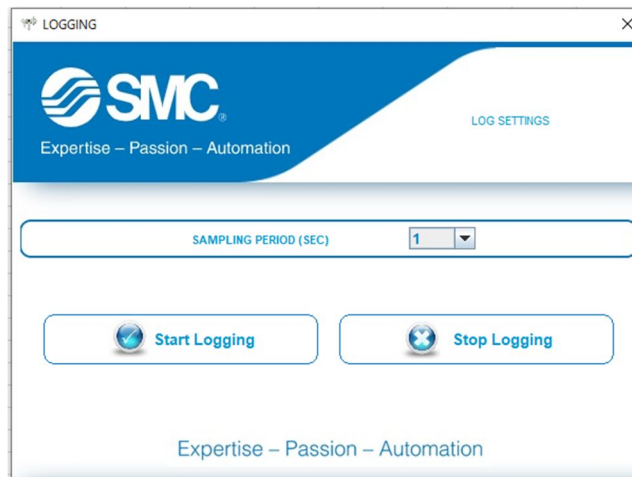 LOGGING
SMC®
Expertise – Passion – Automation
LOG SETTINGS
SAMPLING PERIOD (SEC) 1
Start Logging
Stop Logging
Expertise – Passion – Automation